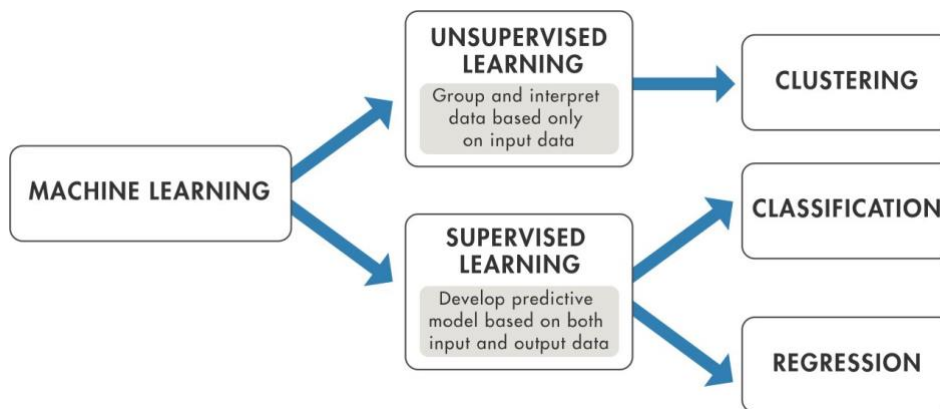 MACHINE LEARNING
UNSUPERVISED
LEARNING
Group and interpret
data based only
on input data
SUPERVISED
LEARNING
Develop predictive
model based on both
input and output data
CLUSTERING
CLASSIFICATION
REGRESSION